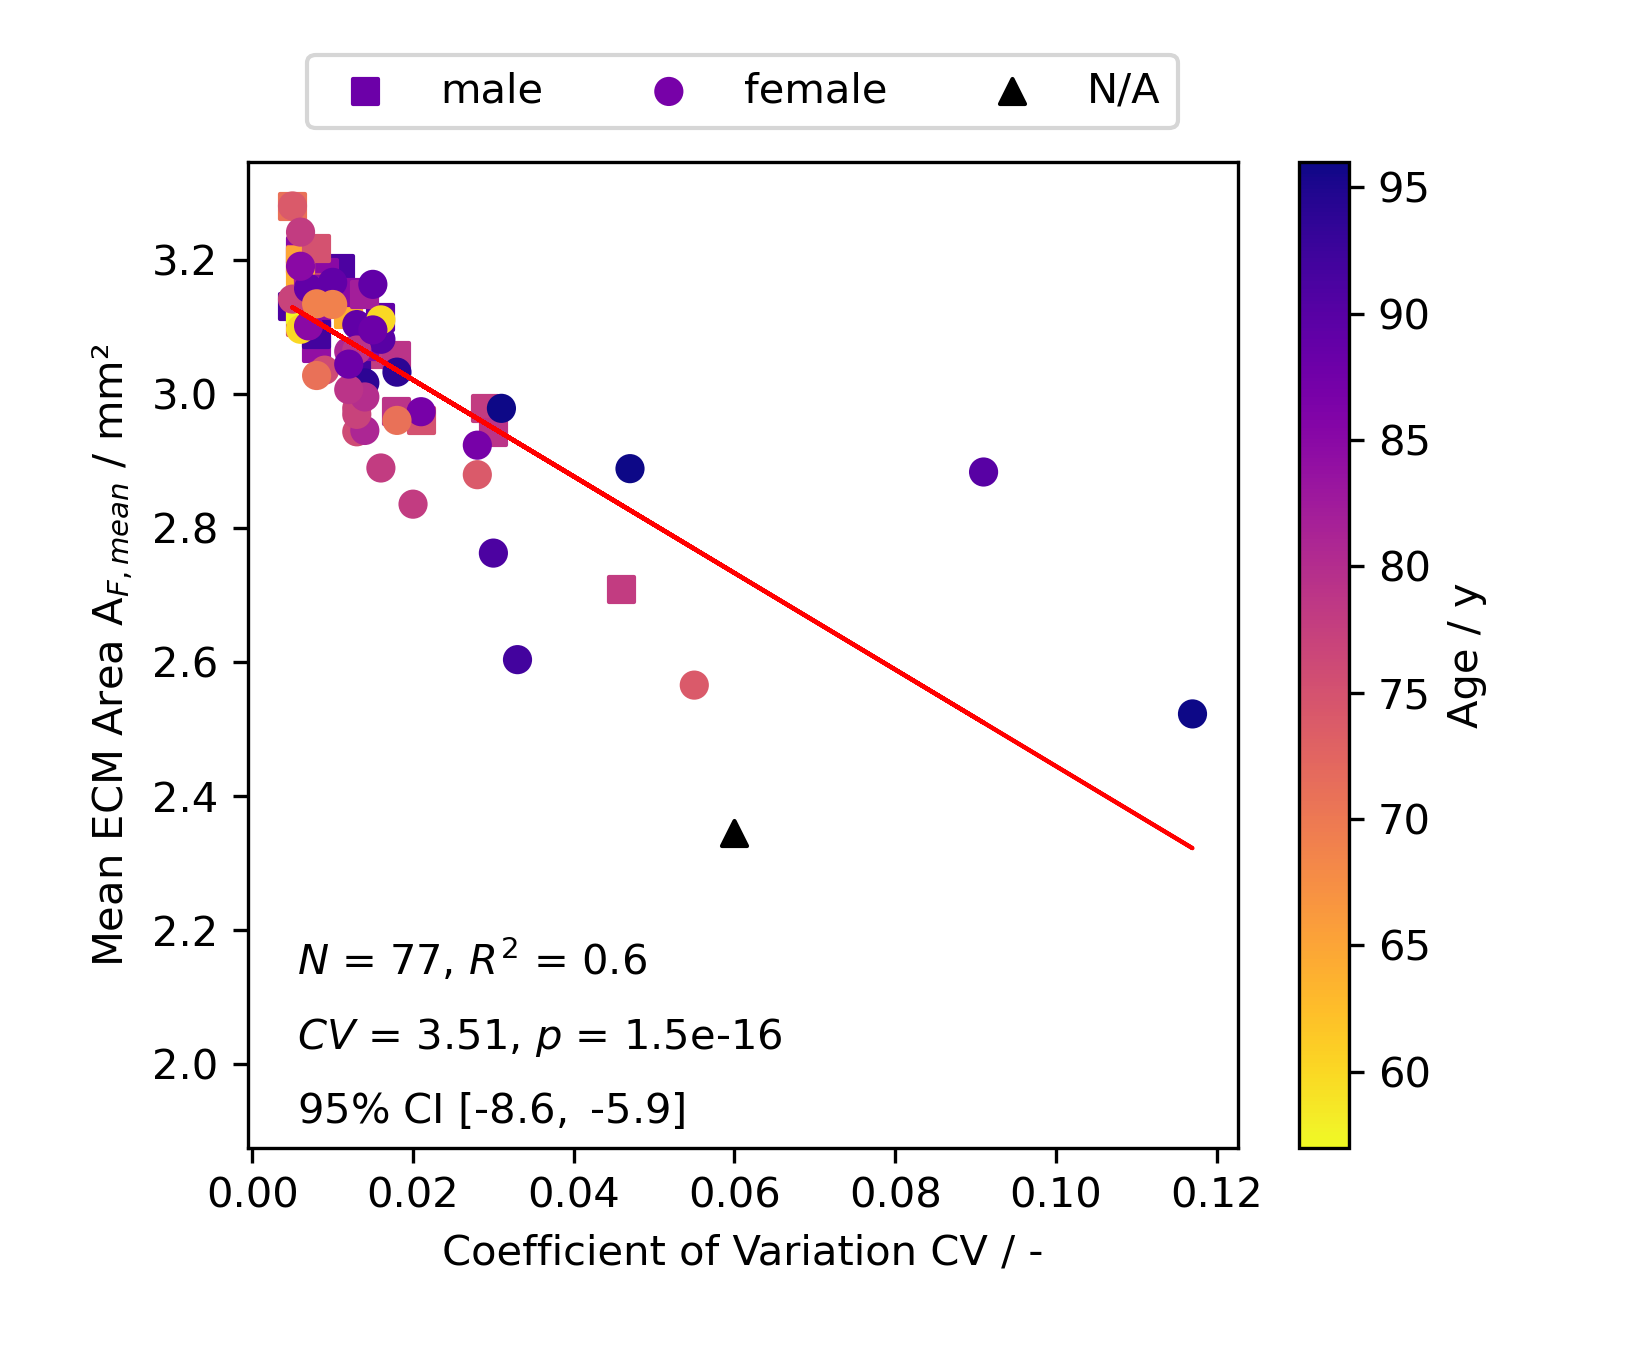 male female N/A
3.2
3.0
2.8
2.6
2.4
2.2
2.0
Mean ECM Area A_{F, mean} / mm²
N = 77, R² = 0.6
CV = 3.51, p = 1.5e-16
95% CI [-8.6, -5.9]
0.00 0.02 0.04 0.06 0.08 0.10 0.12
Coefficient of Variation CV / -
95
90
85
80
75
70
65
60
Age / y